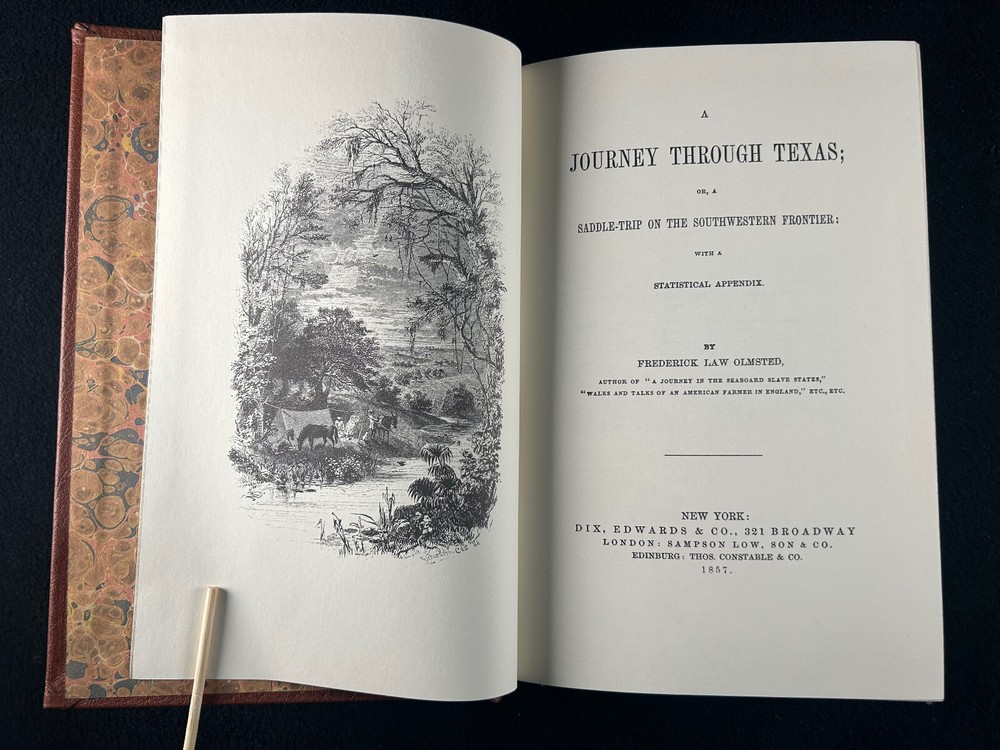 A
JOURNEY THROUGH TEXAS;
OR, A
SADDLE-TRIP ON THE SOUTHWESTERN FRONTIER:
WITH A
STATISTICAL APPENDIX.
BY
FREDERICK LAW OLMSTED,
AUTHOR OF "A JOURNEY IN THE SEABOARD SLAVE STATES,"
"WALKS AND TALKS OF AN AMERICAN FARMER IN ENGLAND," ETC., ETC.
NEW YORK:
DIX, EDWARDS & CO., 321 BROADWAY
LONDON: SAMPSON LOW, SON & CO.
EDINBURGH: THOS. CONSTABLE & CO.
1857.